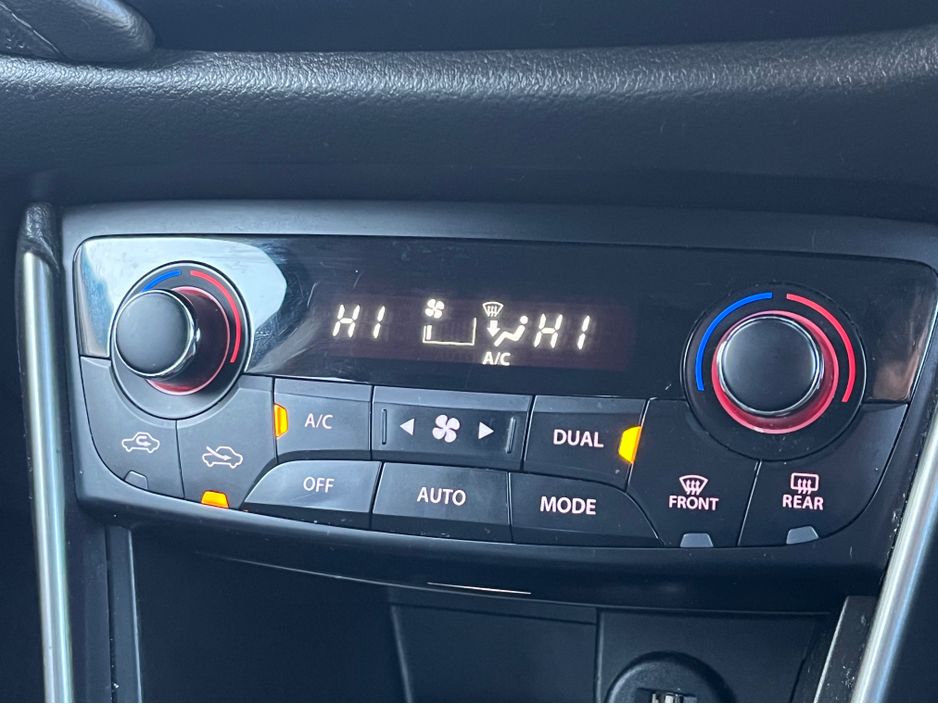 HI HI
A/C
A/C
DUAL
OFF
AUTO
MODE
FRONT
REAR